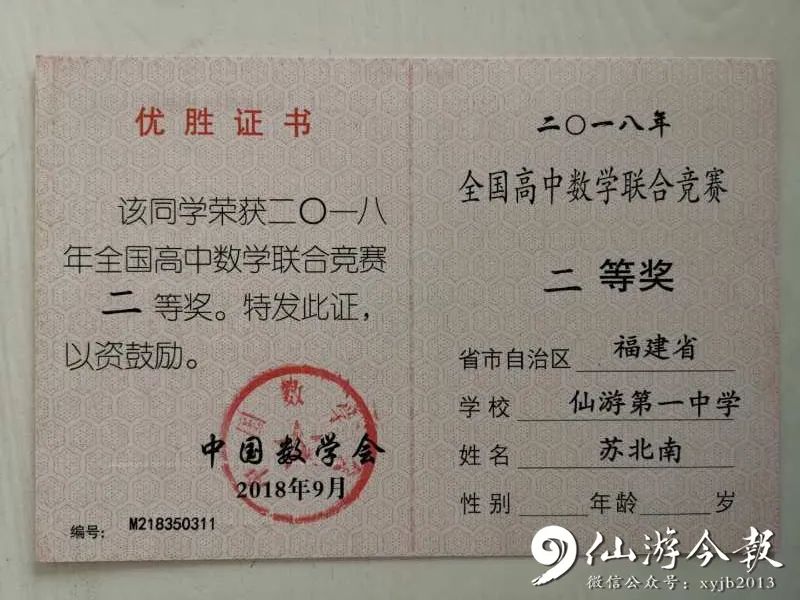 优胜证书
该同学荣获二〇一八
年全国高中数学联合竞赛
二等奖。特发此证，
以资鼓励。
中国数学会
2018年9月
编号： M218350311
二〇一八年
全国高中数学联合竞赛
二等奖
省市自治区 福建省
学校 仙游第一中学
姓名 苏北南
性别 年龄 岁
仙游今報
微信公众号：xyjb2013